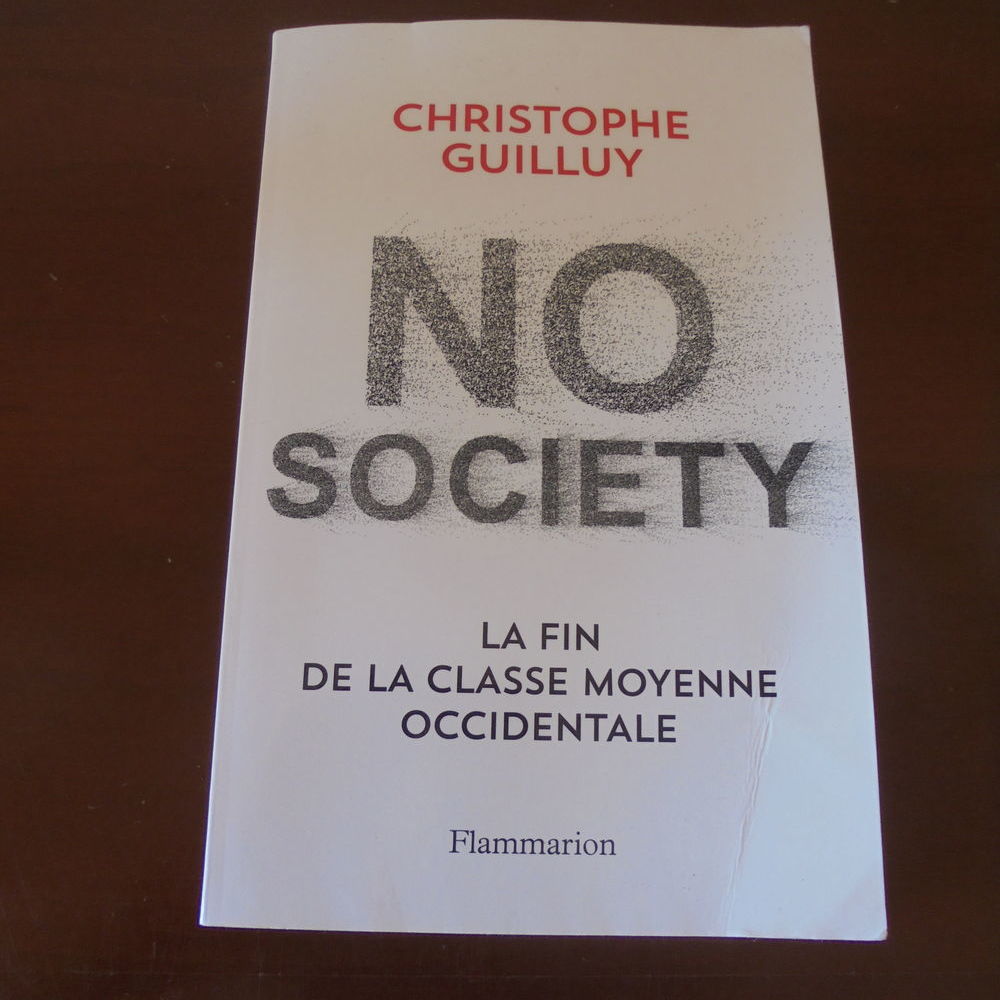 CHRISTOPHE
GUILLUY
NO
SOCIETY
LA FIN
DE LA CLASSE MOYENNE
OCCIDENTALE
Flammarion